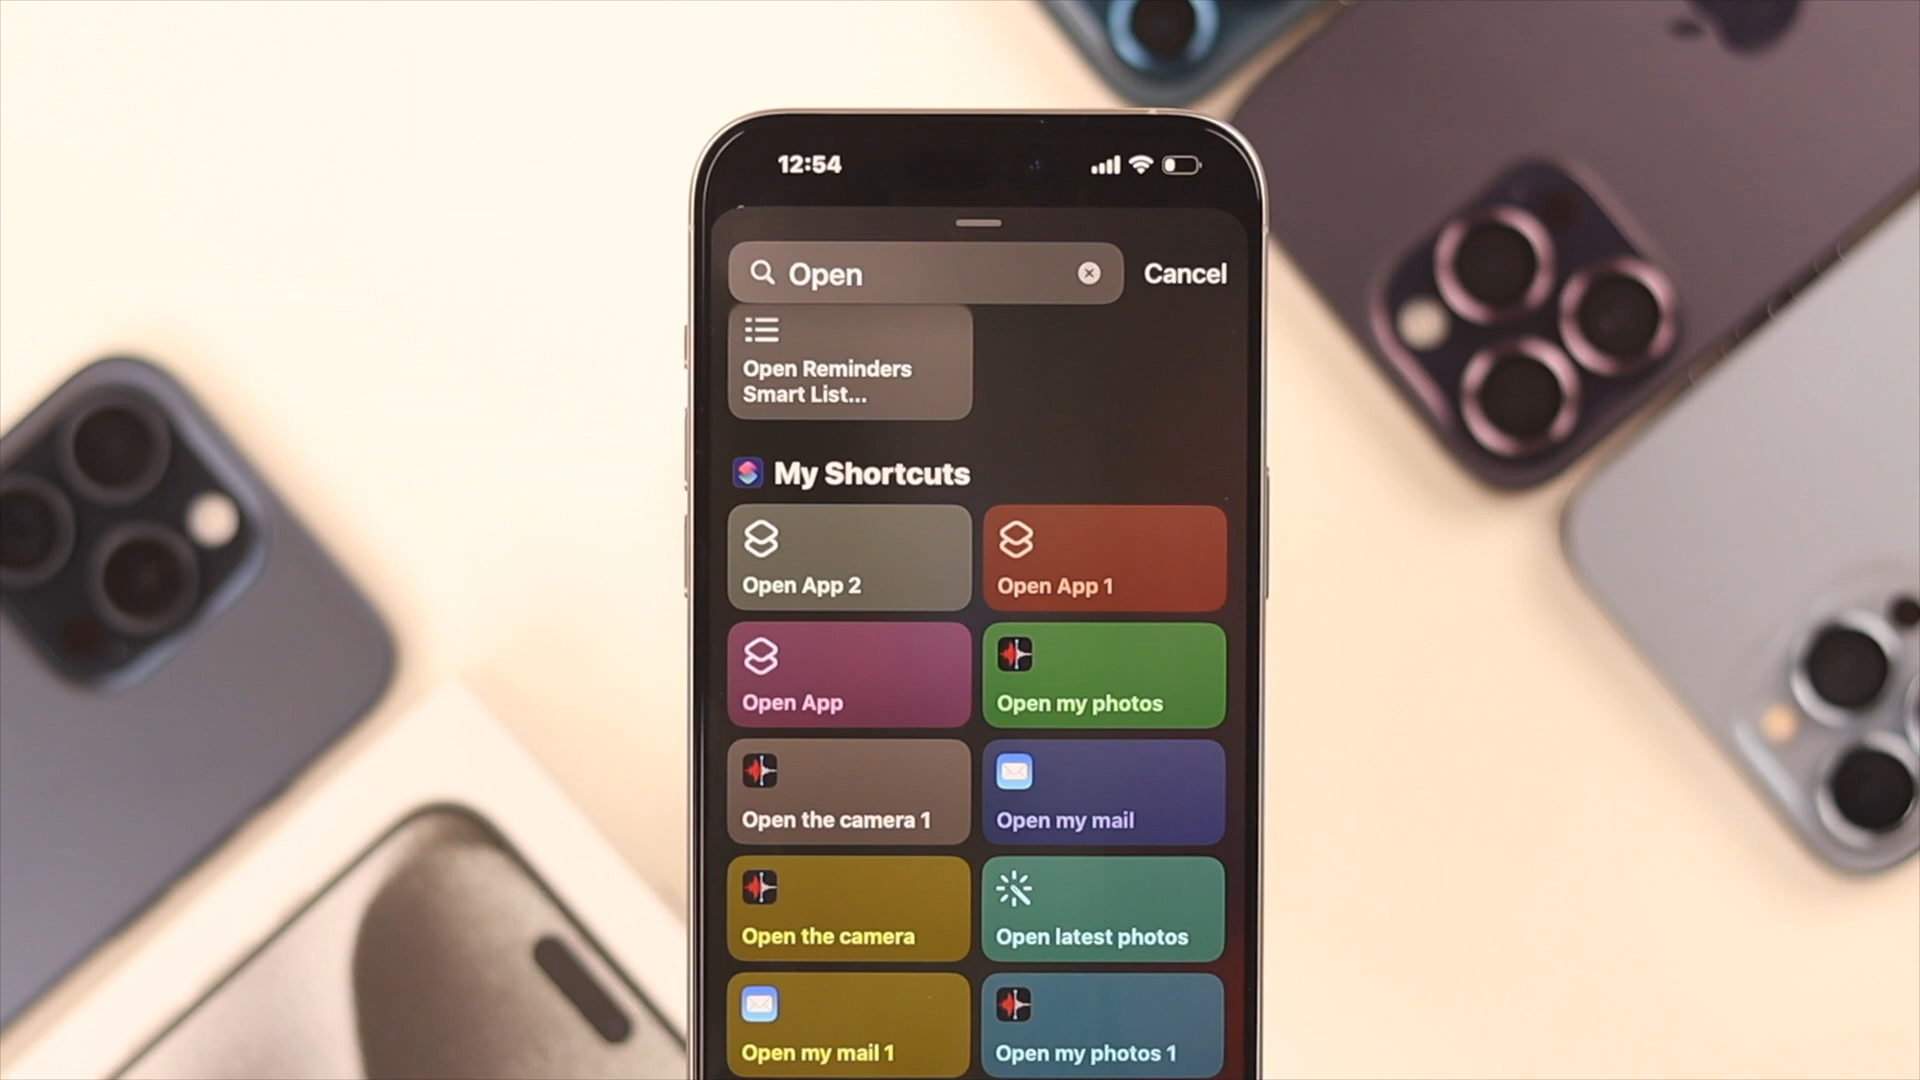 12:54
Open
Cancel
Open Reminders
Smart List...
My Shortcuts
Open App 2
Open App 1
Open App
Open my photos
Open the camera 1
Open my mail
Open the camera
Open latest photos
Open my mail 1
Open my photos 1